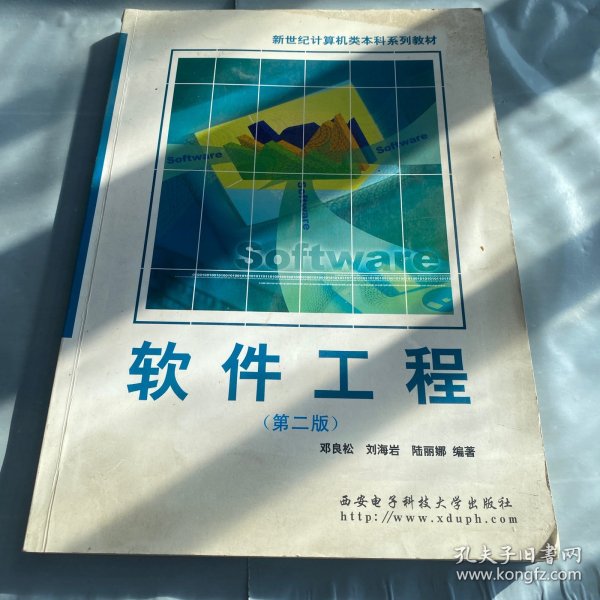 新世纪计算机类本科系列教材
Software
Software
Software
Software
软件工程
（第二版）
邓良松 刘海岩 陆丽娜 编著
西安电子科技大学出版社
http://www.xduph.com
孔夫子旧书网
www.kongfz.com